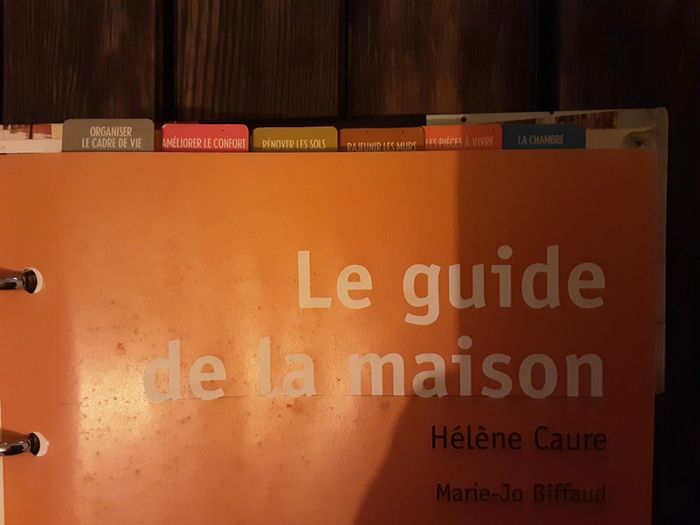 ORGANISER
LE CADRE DE VIE
AMÉLIORER LE CONFORT
RÉNOVER LES SOLS
RAJEUNIR LES MURS
LES PIÈCES À VIVRE
LA CHAMBRE
Le guide
de la maison
Hélène Caure
Marie-Jo Biffaud